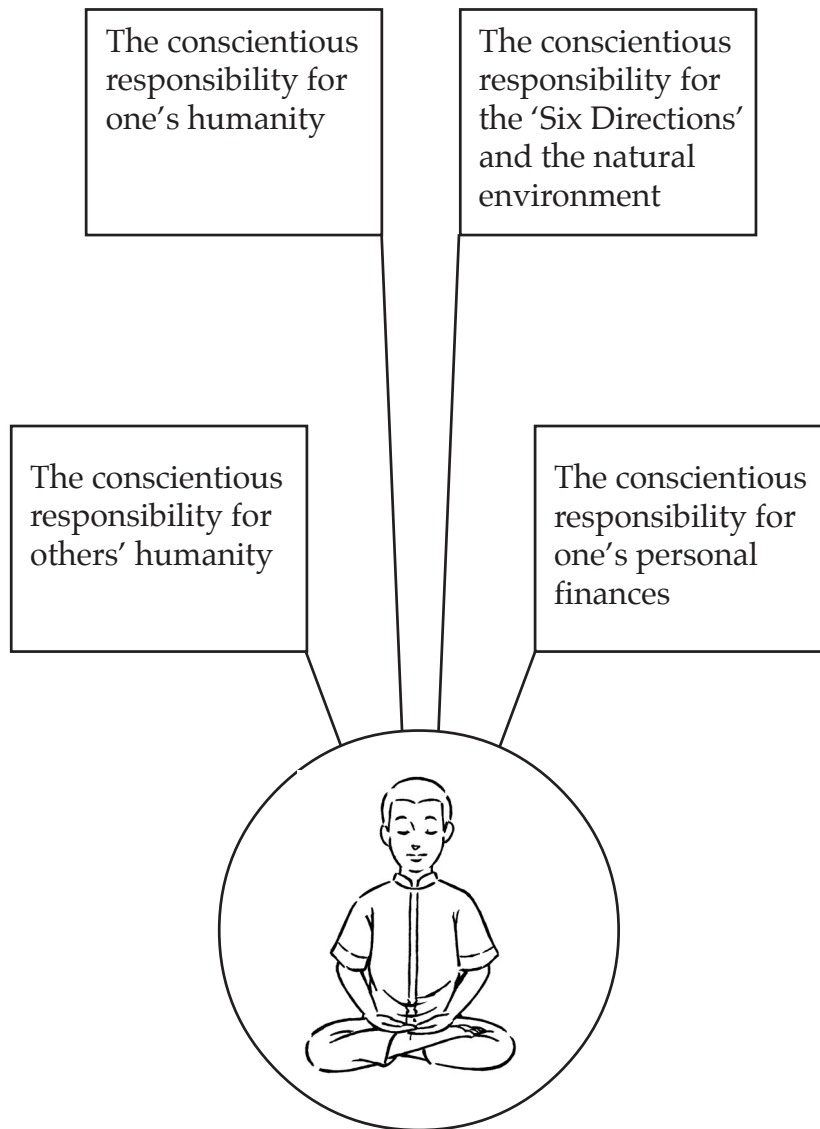 The conscientious
responsibility for
one’s humanity
The conscientious
responsibility for
the ‘Six Directions’
and the natural
environment
The conscientious
responsibility for
others’ humanity
The conscientious
responsibility for
one’s personal
finances